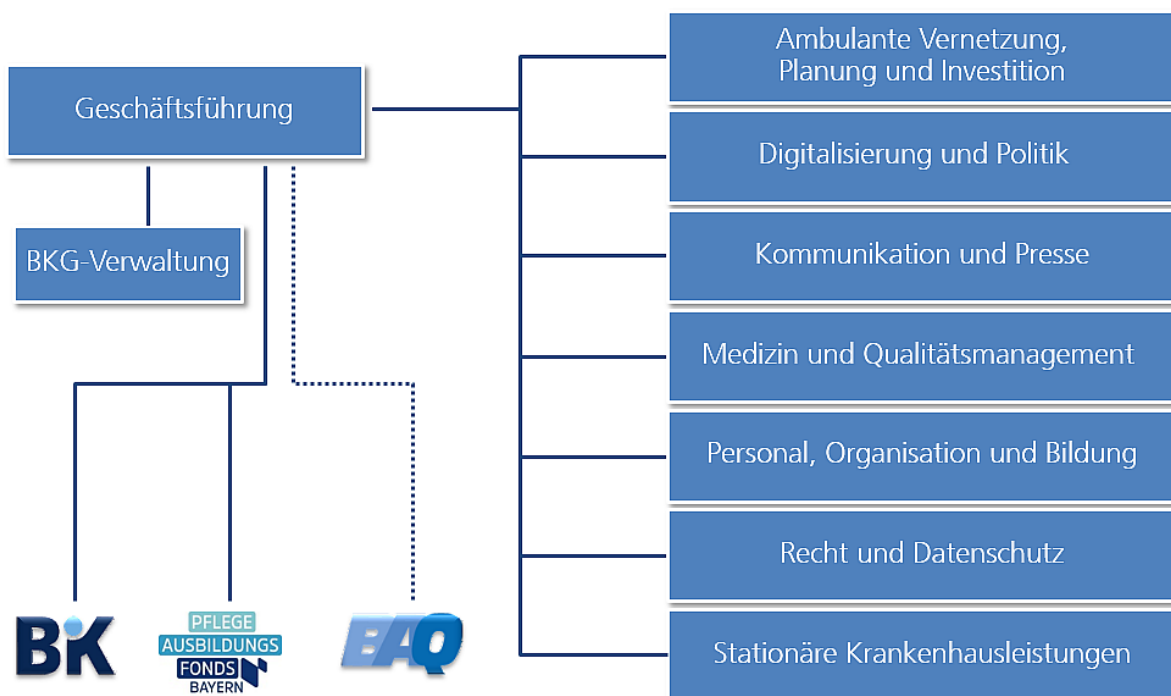 Geschäftsführung
BKG-Verwaltung
BK
PFLEGE
AUSBILDUNGS
FONDS
BAYERN
BAQ
Ambulante Vernetzung,
Planung und Investition
Digitalisierung und Politik
Kommunikation und Presse
Medizin und Qualitätsmanagement
Personal, Organisation und Bildung
Recht und Datenschutz
Stationäre Krankenhausleistungen